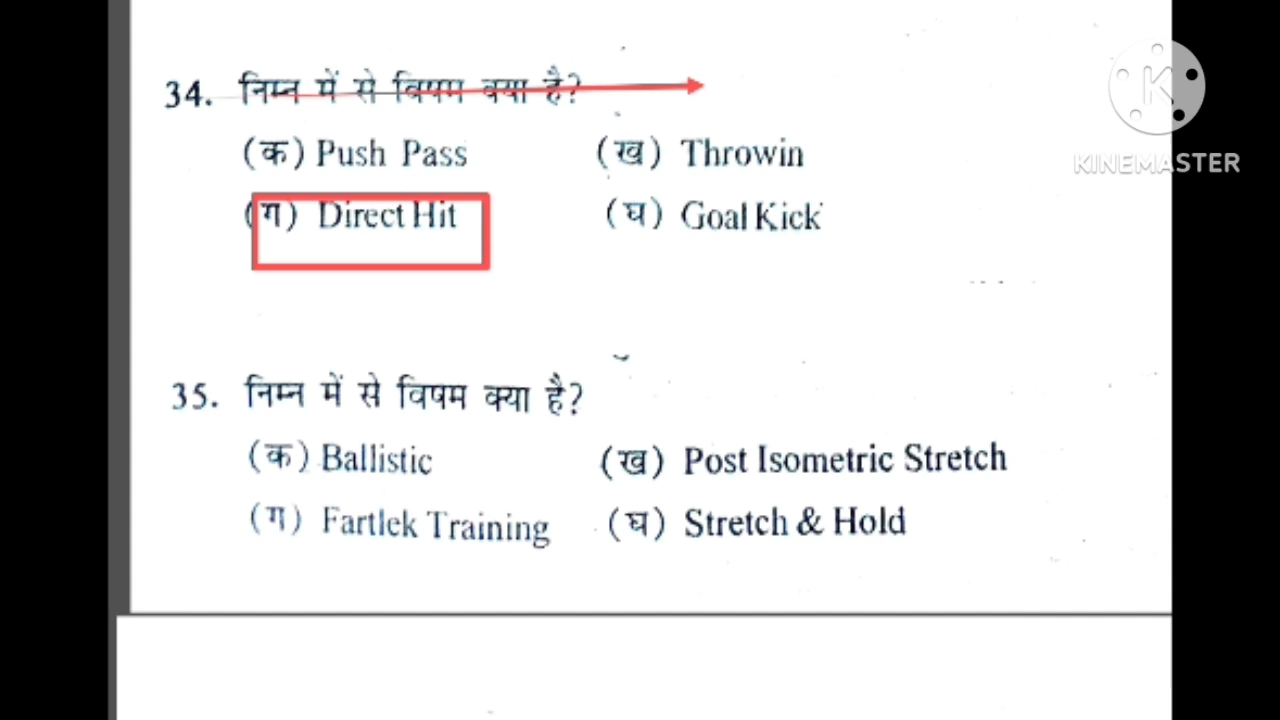 34. निम्न में से विषम क्या है?
(क) Push Pass (ख) Throwin
(ग) Direct Hit (घ) Goal Kick
KINEMASTER
35. निम्न में से विषम क्या है?
(क) Ballistic (ख) Post Isometric Stretch
(ग) Fartlek Training (घ) Stretch & Hold